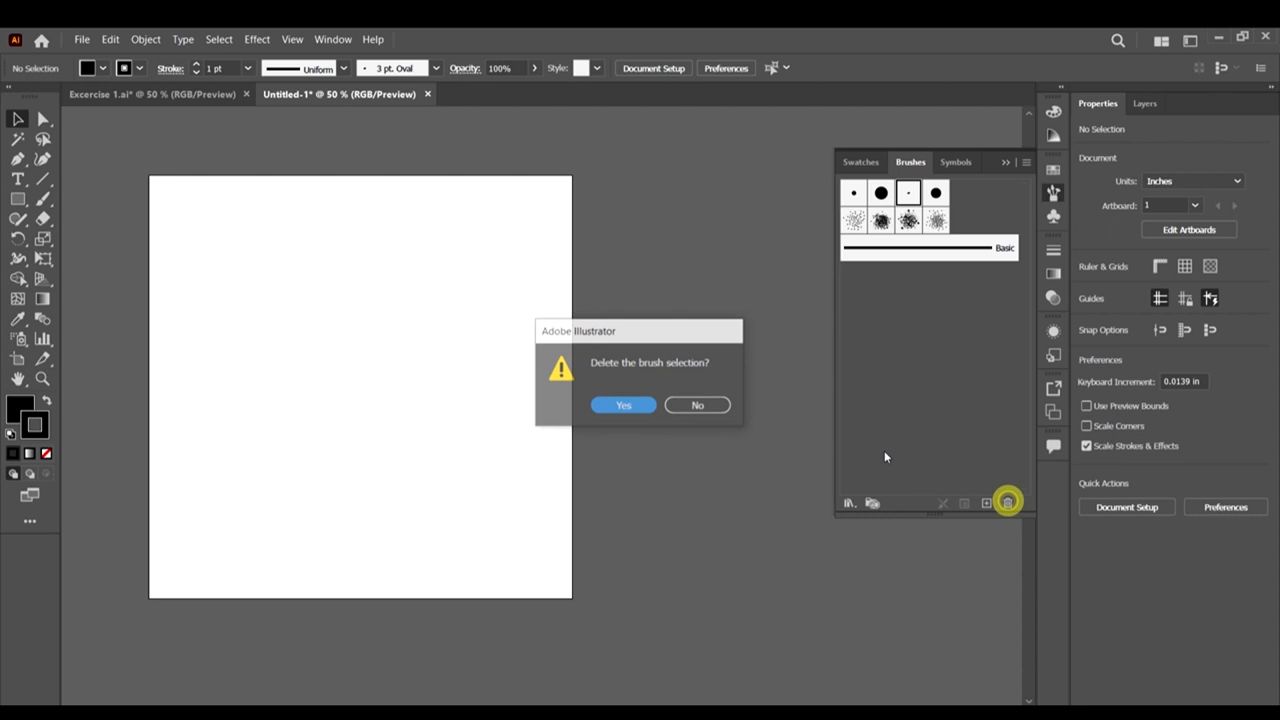 Ai File Edit Object Type Select Effect View Window Help
No Selection Stroke: 1 pt Uniform 3 pt. Oval Opacity: 100% Style: Document Setup Preferences
Excercise 1.ai* @ 50 % (RGB/Preview) × Untitled-1* @ 50 % (RGB/Preview) ×
Swatches Brushes Symbols
Basic
Adobe Illustrator
Delete the brush selection?
Yes No
Properties Layers
No Selection
Document
Units: Inches
Artboard: 1
Edit Artboards
Ruler & Grids
Guides
Snap Options
Preferences
Keyboard Increment: 0.0139 in
Use Preview Bounds
Scale Corners
Scale Strokes & Effects
Quick Actions
Document Setup Preferences